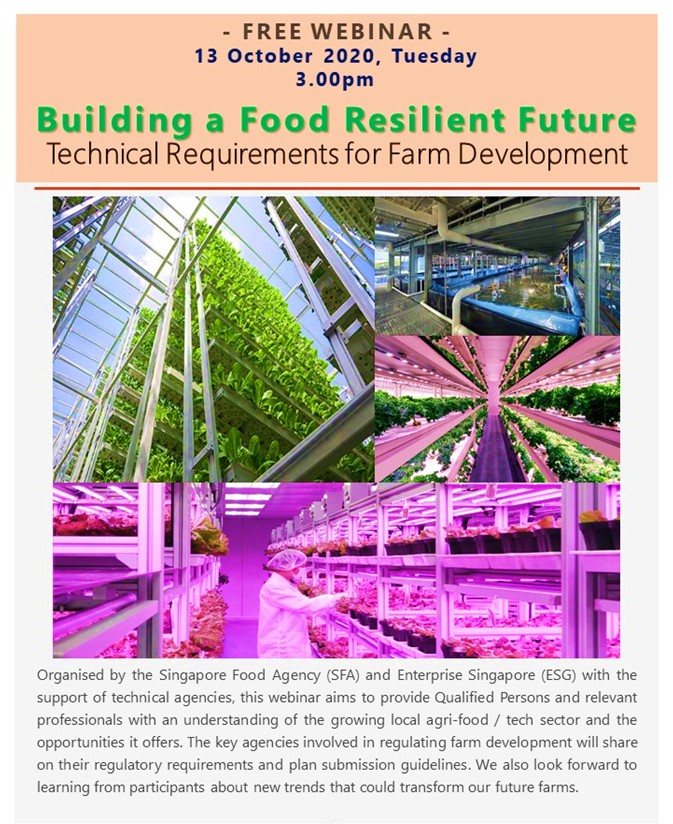 - FREE WEBINAR -
13 October 2020, Tuesday
3.00pm
Building a Food Resilient Future
Technical Requirements for Farm Development
Organised by the Singapore Food Agency (SFA) and Enterprise Singapore (ESG) with the
support of technical agencies, this webinar aims to provide Qualified Persons and relevant
professionals with an understanding of the growing local agri-food / tech sector and the
opportunities it offers. The key agencies involved in regulating farm development will share
on their regulatory requirements and plan submission guidelines. We also look forward to
learning from participants about new trends that could transform our future farms.